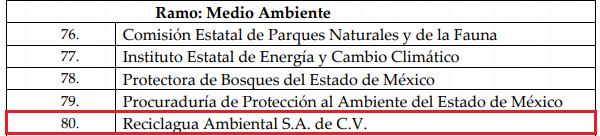 Ramo: Medio Ambiente
76. Comisión Estatal de Parques Naturales y de la Fauna
77. Instituto Estatal de Energía y Cambio Climático
78. Protectora de Bosques del Estado de México
79. Procuraduría de Protección al Ambiente del Estado de México
80. Reciclagua Ambiental S.A. de C.V.